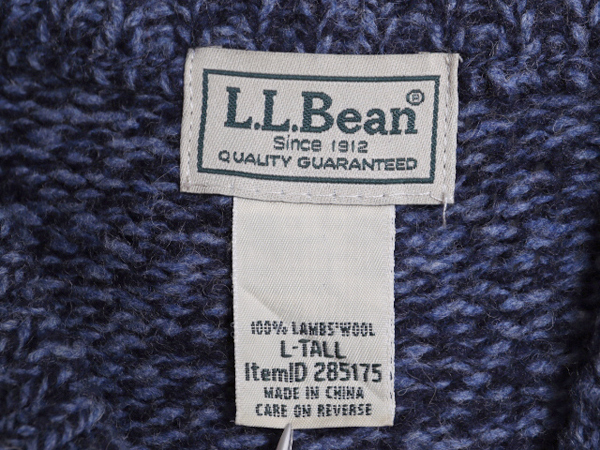 L.L.Bean®
Since 1912
QUALITY GUARANTEED
100% LAMBS' WOOL
L-TALL
ItemID 285175
MADE IN CHINA
CARE ON REVERSE